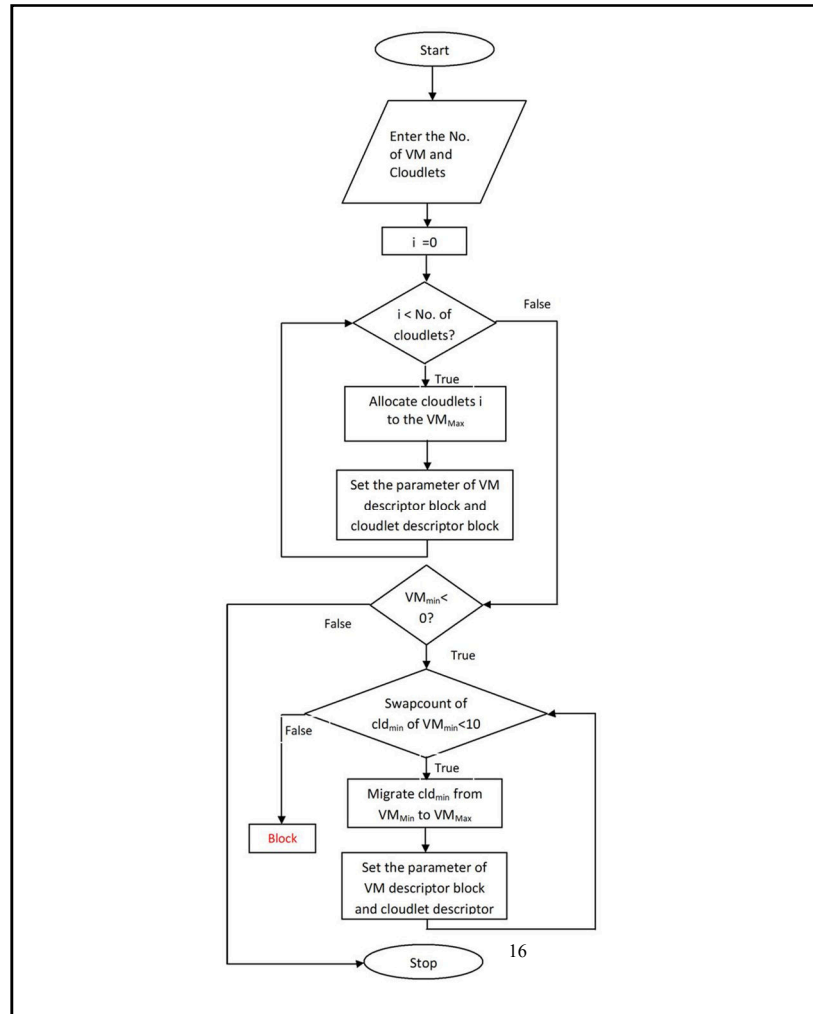 Start
Enter the No.
of VM and
Cloudlets
i =0
i < No. of
cloudlets?
False
True
Allocate cloudlets i
to the VMMax
Set the parameter of VM
descriptor block and
cloudlet descriptor block
VMmin<
0?
False
True
Swapcount of
cldmin of VMmin<10
False
True
Migrate cldmin from
VMMin to VMMax
Block
Set the parameter of
VM descriptor block
and cloudlet descriptor
16
Stop